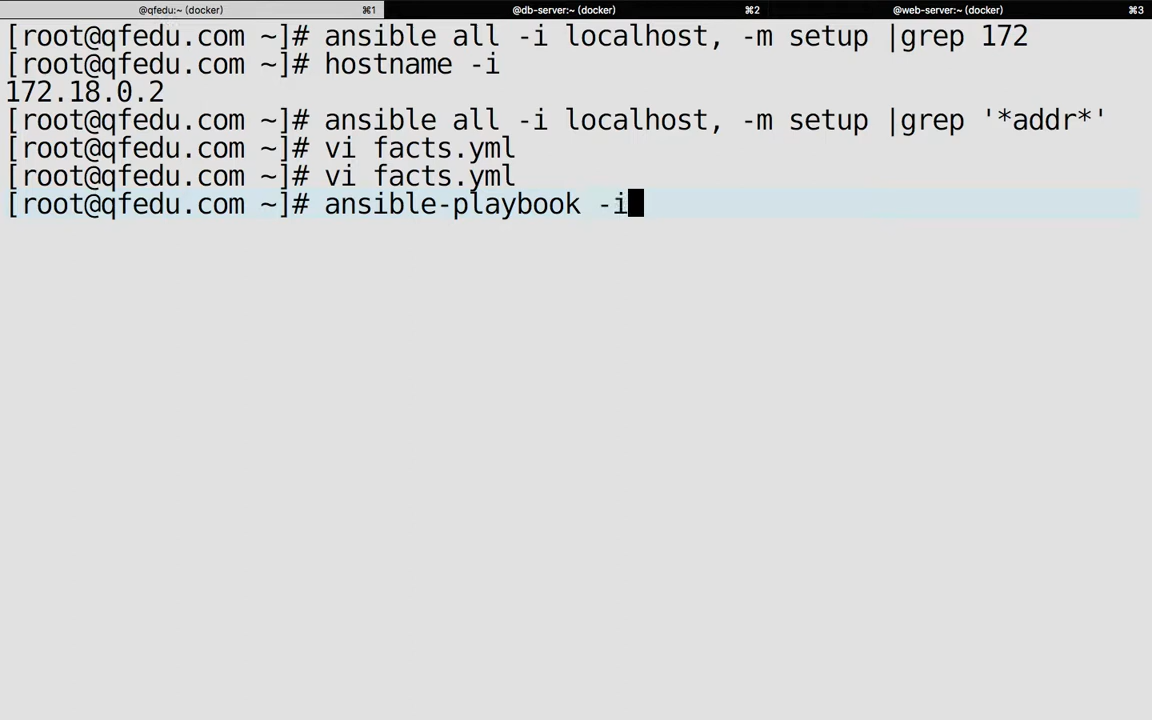 @qfedu:~ (docker) ⌘1 @db-server:~ (docker) ⌘2 @web-server:~ (docker) ⌘3
[root@qfedu.com ~]# ansible all -i localhost, -m setup |grep 172
[root@qfedu.com ~]# hostname -i
172.18.0.2
[root@qfedu.com ~]# ansible all -i localhost, -m setup |grep '*addr*'
[root@qfedu.com ~]# vi facts.yml
[root@qfedu.com ~]# vi facts.yml
[root@qfedu.com ~]# ansible-playbook -i